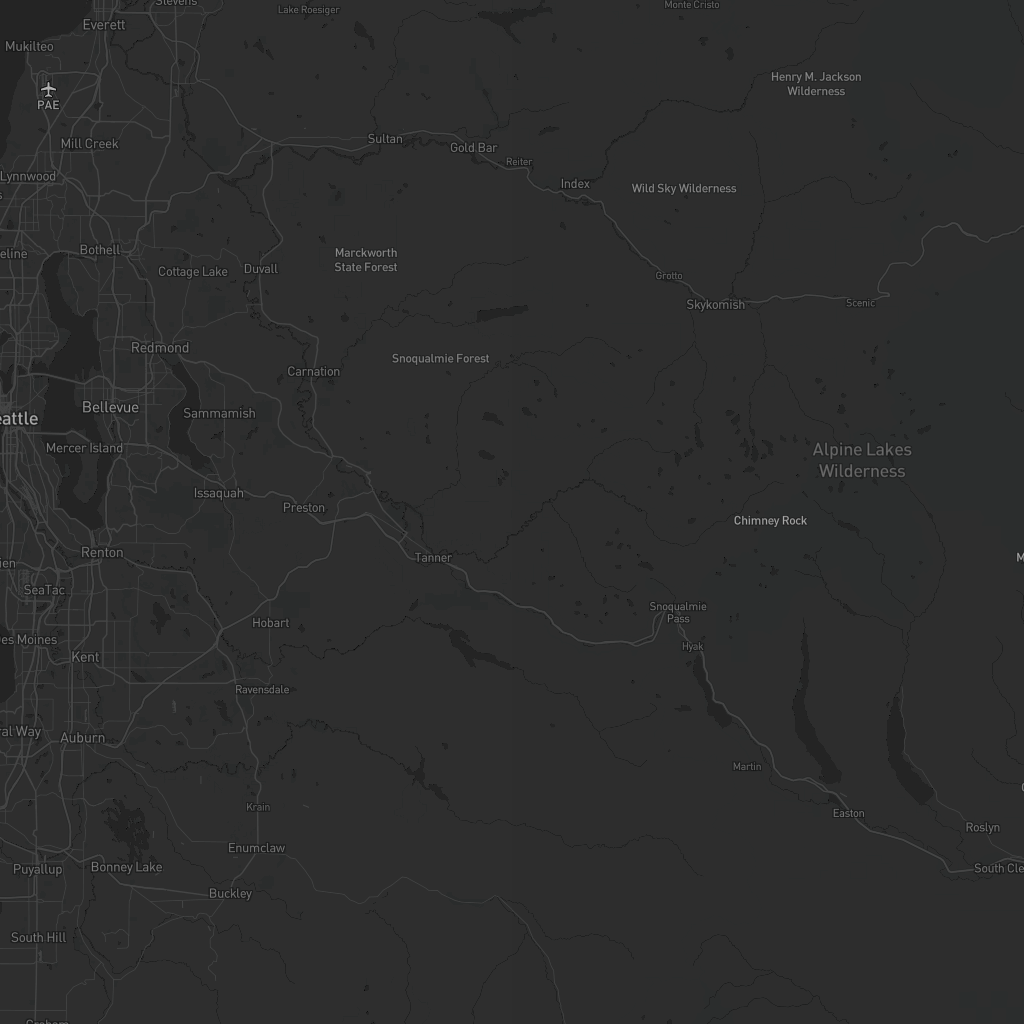 Stevens
Lake Roesiger
Monte Cristo
Everett
Mukilteo
Henry M. Jackson
Wilderness
PAE
Mill Creek
Sultan
Gold Bar
Reiter
Lynnwood
Index
Wild Sky Wilderness
s
eline
Bothell
Marckworth
State Forest
Cottage Lake
Duvall
Grotto
Skykomish
Scenic
Redmond
Snoqualmie Forest
Carnation
Bellevue
Sammamish
eattle
Mercer Island
Alpine Lakes
Wilderness
Issaquah
Preston
Chimney Rock
Renton
Tanner
M
ien
SeaTac
Snoqualmie
Pass
Hobart
es Moines
Hyak
Kent
Ravensdale
ral Way
Auburn
Martin
Krain
Easton
Roslyn
Enumclaw
Puyallup
Bonney Lake
South Cle
Buckley
South Hill
Graham